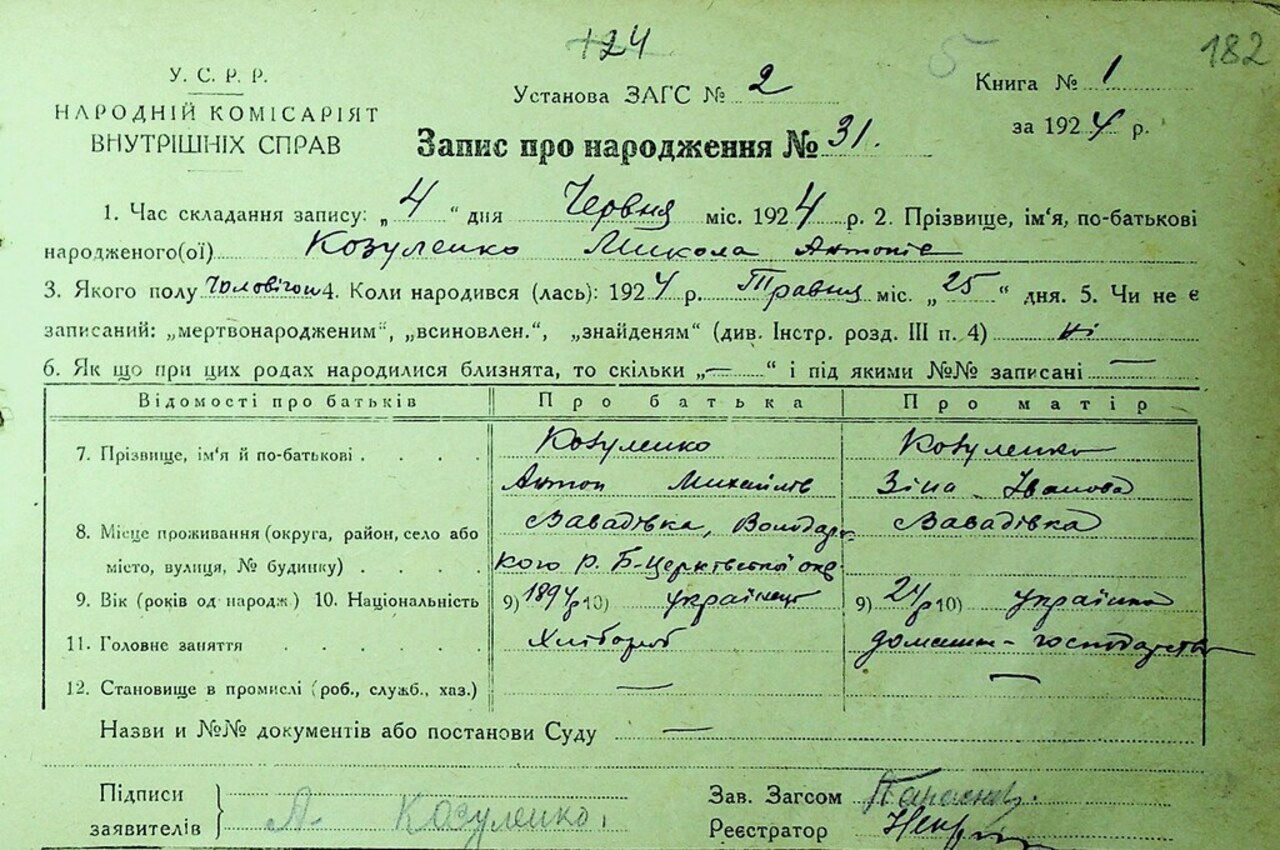 124
182
У. С. Р. Р.
НАРОДНІЙ КОМІСАРІЯТ
ВНУТРІШНІХ СПРАВ
Установа ЗАГС № 2
Книга № 1
за 1924 р.
Запис про народження № 31.
1. Час складання запису: „4“ дня Червня міс. 1924 р. 2. Прізвище, ім‘я, по-батькові
народженого(ої) Козуленко Микола Антонів
3. Якого полу Чоловічого 4. Коли народився (лась): 1924 р. Травня міс. „25“ дня. 5. Чи не є
записаний: „мертвонародженим“, „всиновлен.“, „знайденям“ (див. Інстр. розд. III п. 4) ні
6. Як що при цих родах народилися близнята, то скільки „—“ і під якими №№ записані —
Відомості про батьків Про батька Про матір
7. Прізвище, ім‘я й по-батькові Козуленко Козуленко
Антон Михайлів Зіна Іванова
8. Місце проживання (округа, район, село або Завадівка, Володарс- Завадівка
місто, вулиця, № будинку) кого р. Б-Церківської окр.
9. Вік (років од народж.) 10. Національність 9) 1894 р 10) українець 9) 24 р 10) українка
11. Головне заняття Хлібороб домашн- господарство
12. Становище в промислі (роб., служб., хаз.) — —
Назви и №№ документів або постанови Суду —
Підписи
заявителів
А. Козуленко
Зав. Загсом
Реєстратор